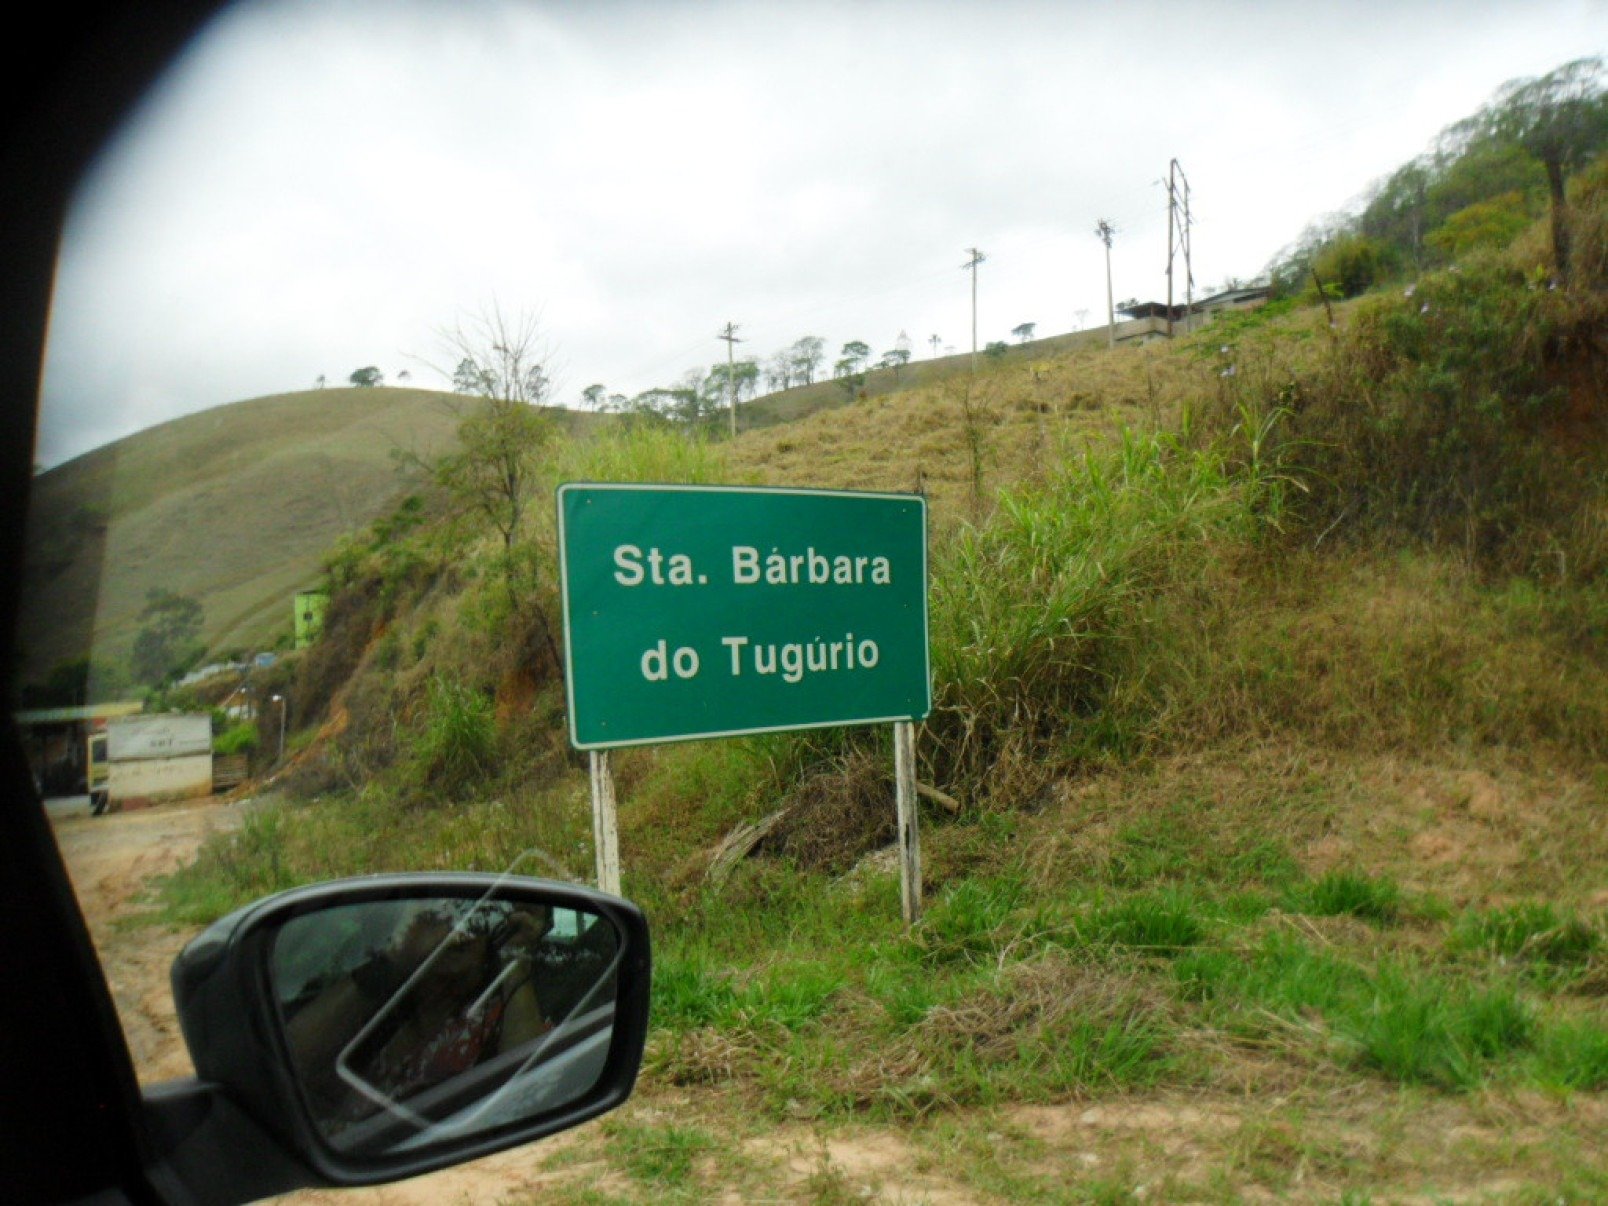 Sta. Bárbara
do Tugúrio